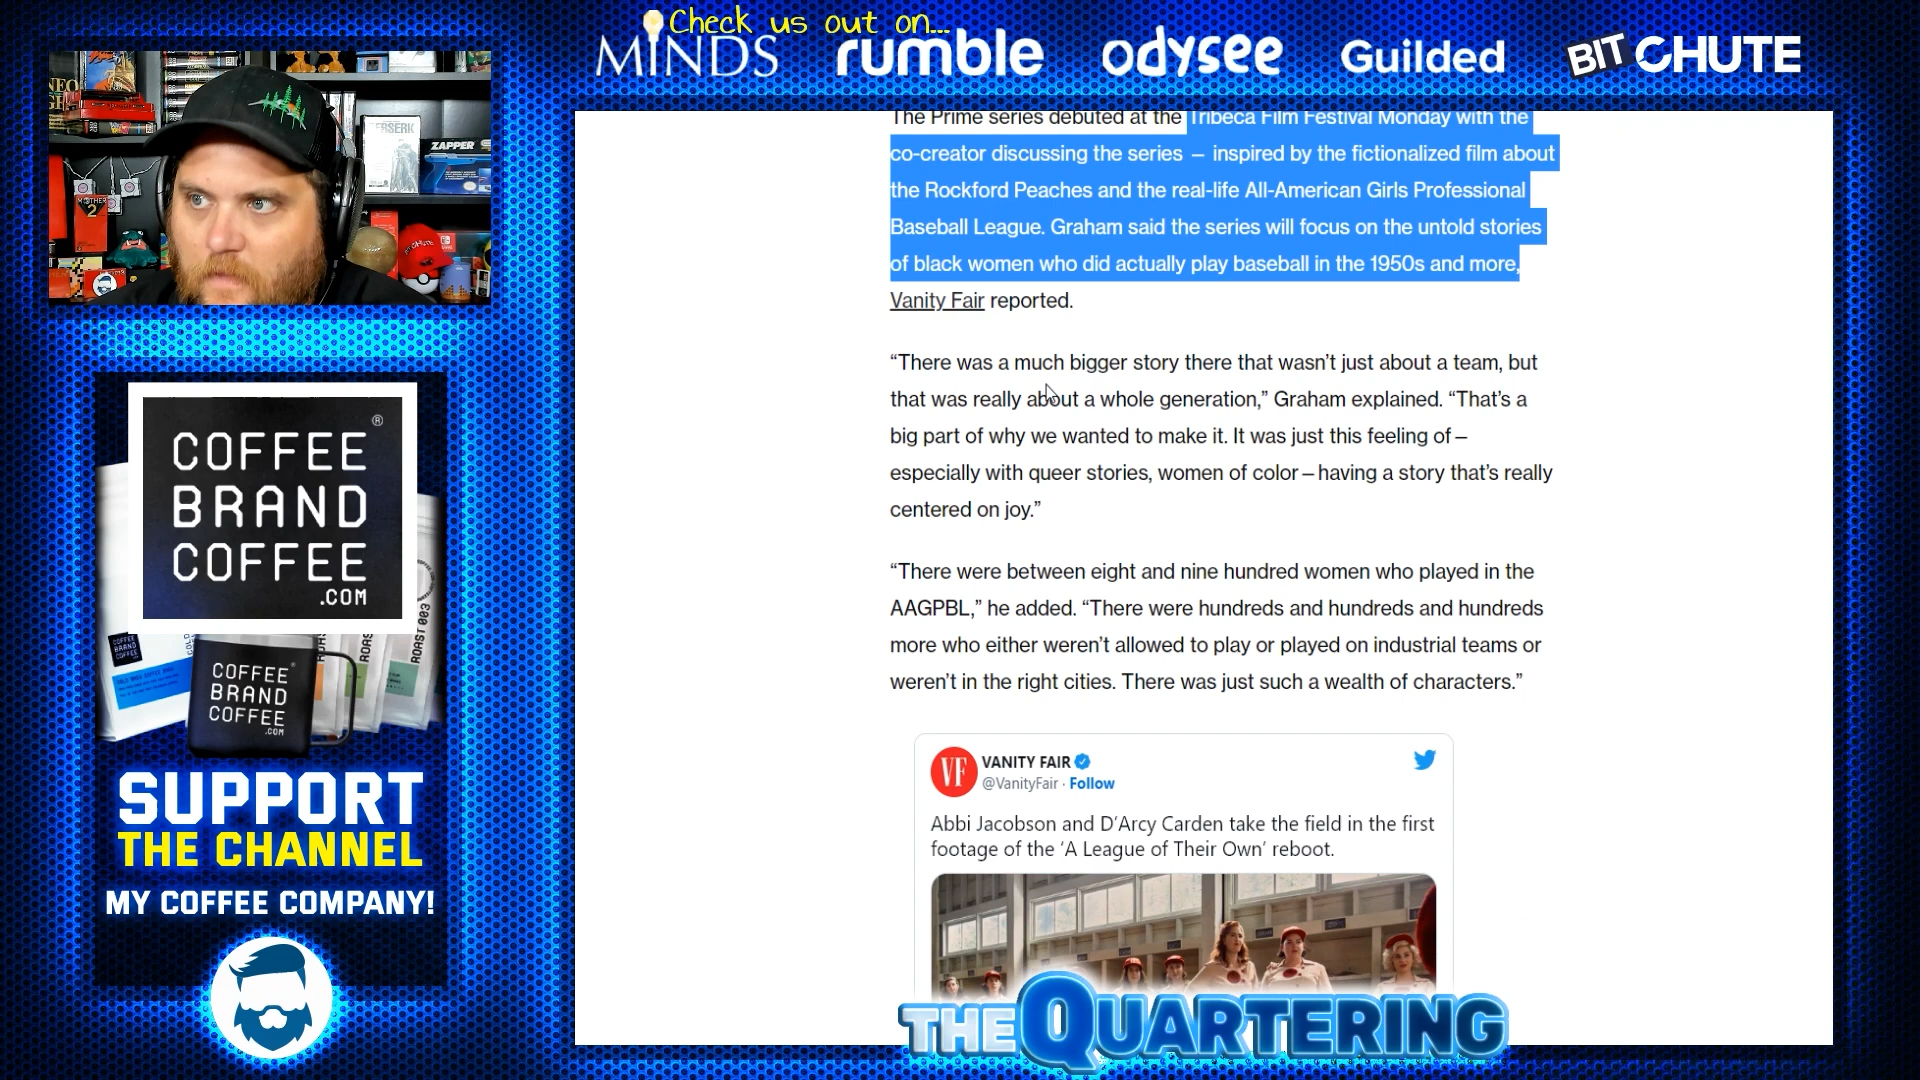 Check us out on...
MINDS rumble odysee Guilded BITCHUTE
BERSERK
ZAPPER
MOTHER
2
The Prime series debuted at the Tribeca Film Festival Monday with the
co-creator discussing the series – inspired by the fictionalized film about
the Rockford Peaches and the real-life All-American Girls Professional
Baseball League. Graham said the series will focus on the untold stories
of black women who did actually play baseball in the 1950s and more,
Vanity Fair reported.
“There was a much bigger story there that wasn’t just about a team, but
that was really about a whole generation,” Graham explained. “That’s a
big part of why we wanted to make it. It was just this feeling of –
especially with queer stories, women of color – having a story that’s really
centered on joy.”
“There were between eight and nine hundred women who played in the
AAGPBL,” he added. “There were hundreds and hundreds and hundreds
more who either weren’t allowed to play or played on industrial teams or
weren’t in the right cities. There was just such a wealth of characters.”
VF
VANITY FAIR
@VanityFair · Follow
Abbi Jacobson and D’Arcy Carden take the field in the first
footage of the ‘A League of Their Own’ reboot.
THE QUARTERING
COFFEE ®
BRAND
COFFEE
.COM
ROAST 003
COFFEE®
BRAND
COFFEE
.COM
SUPPORT
THE CHANNEL
MY COFFEE COMPANY!